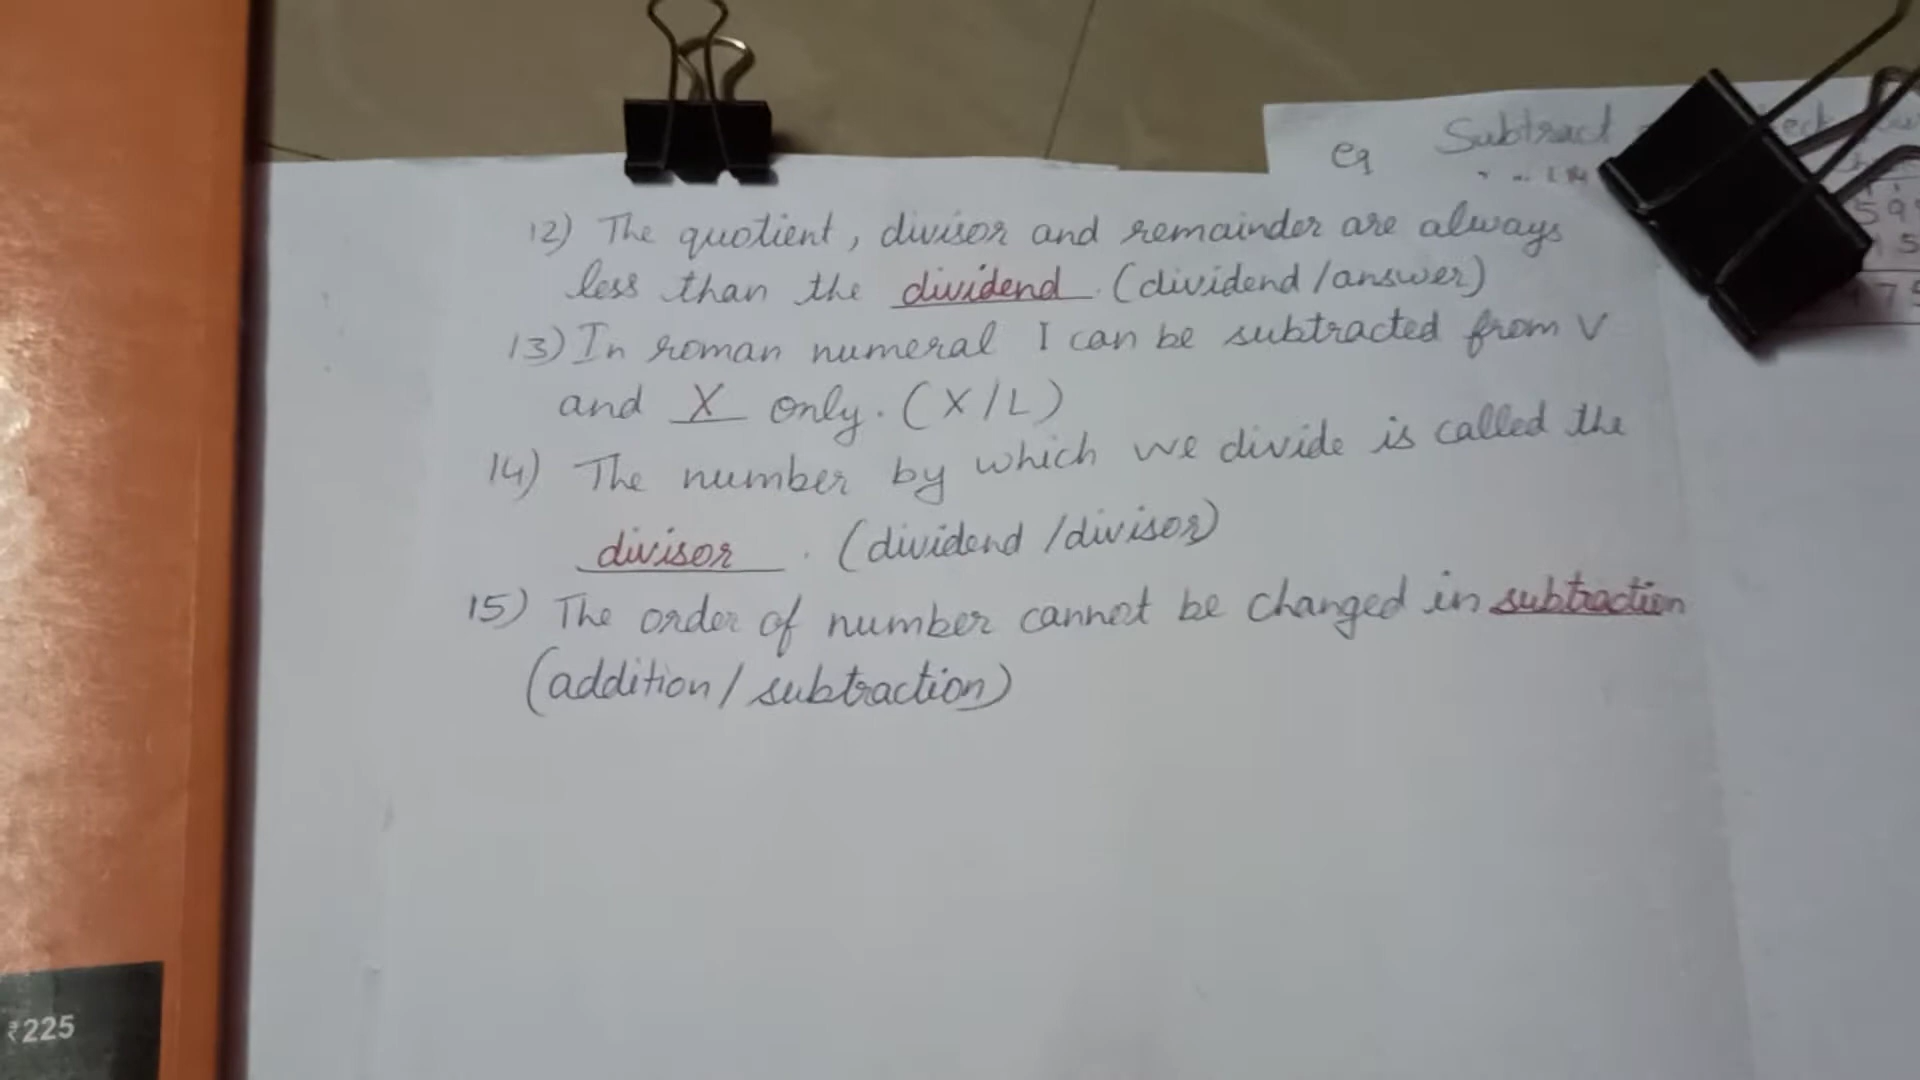 eg Subtract
12) The quotient, divisor and remainder are always
less than the dividend. (dividend/answer)
13) In roman numeral I can be subtracted from V
and X only. (X/L)
14) The number by which we divide is called the
divisor. (dividend/divisor)
15) The order of number cannot be changed in subtraction
(addition/subtraction)
₹225